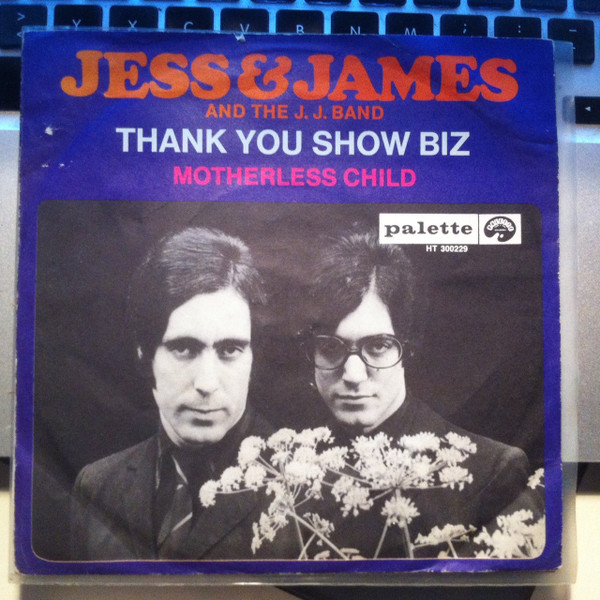 > Y X C V B N M ; : _
<
JESS & JAMES
AND THE J. J. BAND
THANK YOU SHOW BIZ
MOTHERLESS CHILD
palette
HT 300229